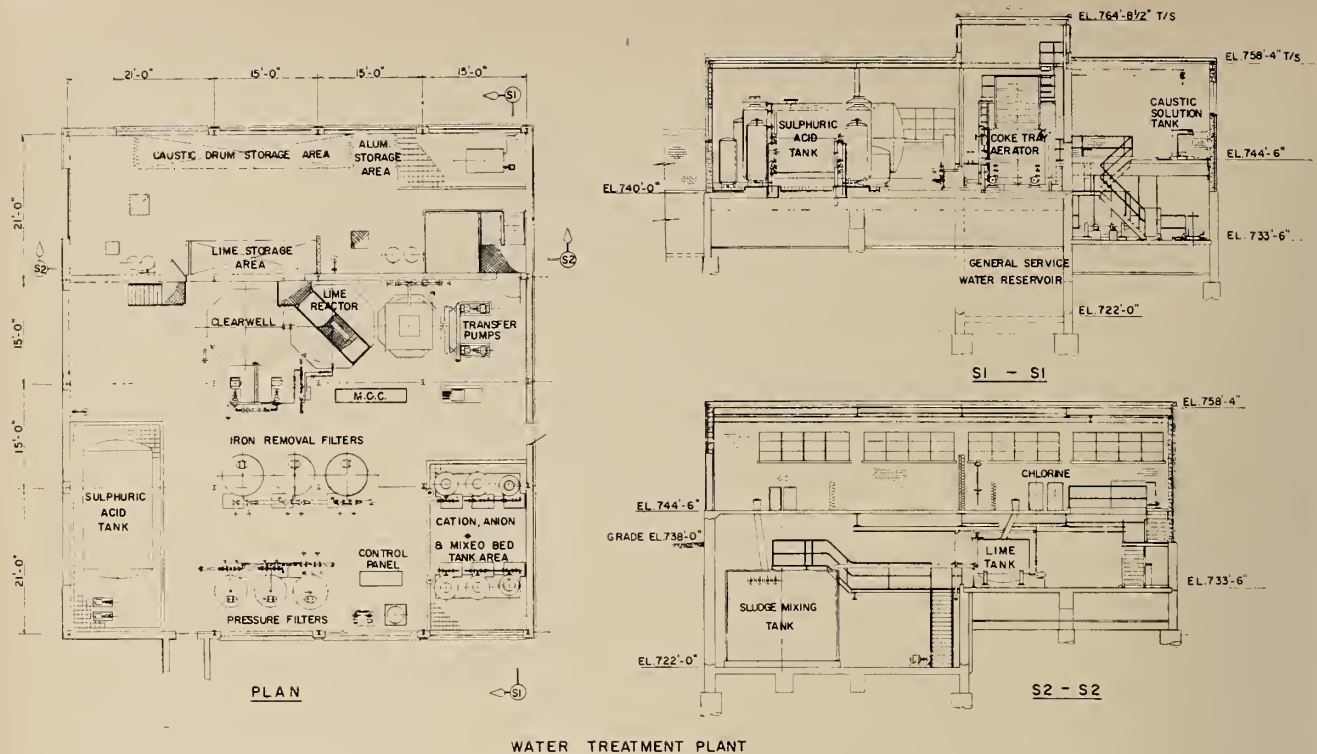 21'-0" 15'-0" 15'-0" 15'-0"
S1
CAUSTIC DRUM STORAGE AREA
ALUM.
STORAGE
AREA
21'-0"
S2
S2
LIME STORAGE
AREA
LIME
REACTOR
CLEARWELL
TRANSFER
PUMPS
15'-0"
M.C.C.
15'-0"
IRON REMOVAL FILTERS
SULPHURIC
ACID
TANK
CATION, ANION
& MIXED BED
TANK AREA
CONTROL
PANEL
21'-0"
PRESSURE FILTERS
PLAN
S1
EL.764'-8½" T/S
EL.758'-4" T/S
SULPHURIC
ACID
TANK
COKE TRAY
AERATOR
CAUSTIC
SOLUTION
TANK
EL.744'-6"
EL.740'-0"
EL.733'-6"
GENERAL SERVICE
WATER RESERVOIR
EL.722'-0"
S1 - S1
EL.758'-4"
CHLORINE
EL.744'-6"
GRADE EL.738'-0"
LIME
TANK
EL.733'-6"
SLUDGE MIXING
TANK
EL.722'-0"
S2 - S2
WATER TREATMENT PLANT